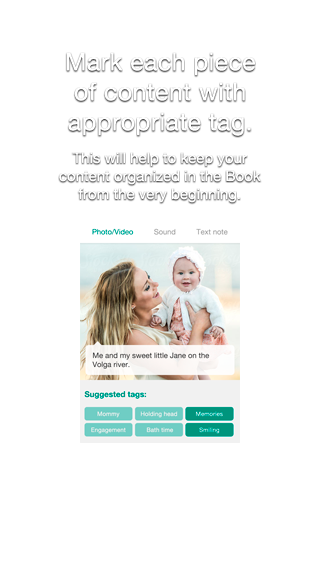 Mark each piece
of content with
appropriate tag.
This will help to keep your
content organized in the Book
from the very beginning.
Photo/Video Sound Text note
Me and my sweet little Jane on the
Volga river.
Suggested tags:
Mommy Holding head Memories
Engagement Bath time Smiling